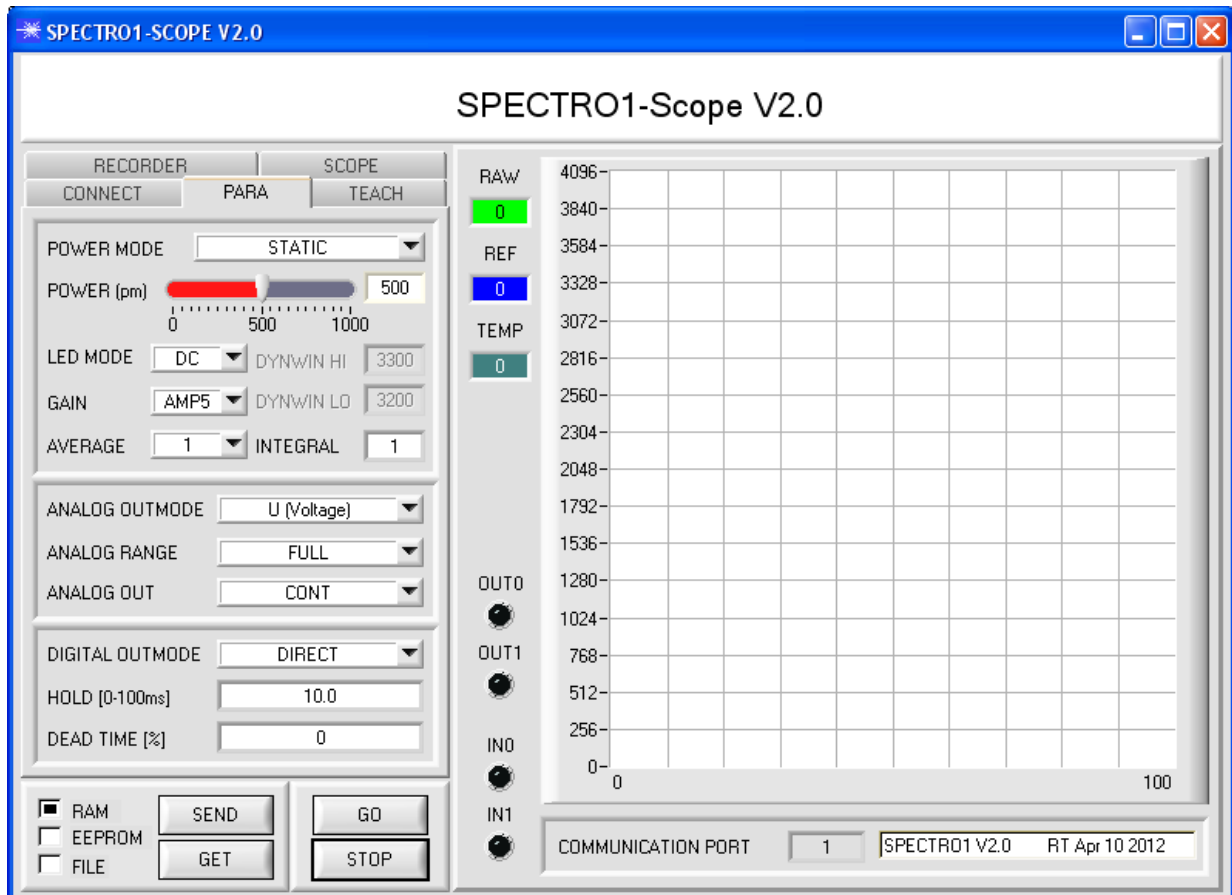 SPECTRO1-SCOPE V2.0
SPECTRO1-Scope V2.0
RECORDER SCOPE
CONNECT PARA TEACH
POWER MODE STATIC
POWER (pm) 500
0 500 1000
LED MODE DC DYNWIN HI 3300
GAIN AMP5 DYNWIN LO 3200
AVERAGE 1 INTEGRAL 1
ANALOG OUTMODE U (Voltage)
ANALOG RANGE FULL
ANALOG OUT CONT
DIGITAL OUTMODE DIRECT
HOLD [0-100ms] 10.0
DEAD TIME [%] 0
RAM
EEPROM
FILE
SEND
GET
GO
STOP
RAW
0
REF
0
TEMP
0
OUT0
OUT1
IN0
IN1
4096
3840
3584
3328
3072
2816
2560
2304
2048
1792
1536
1280
1024
768
512
256
0
0 100
COMMUNICATION PORT 1 SPECTRO1 V2.0 RT Apr 10 2012